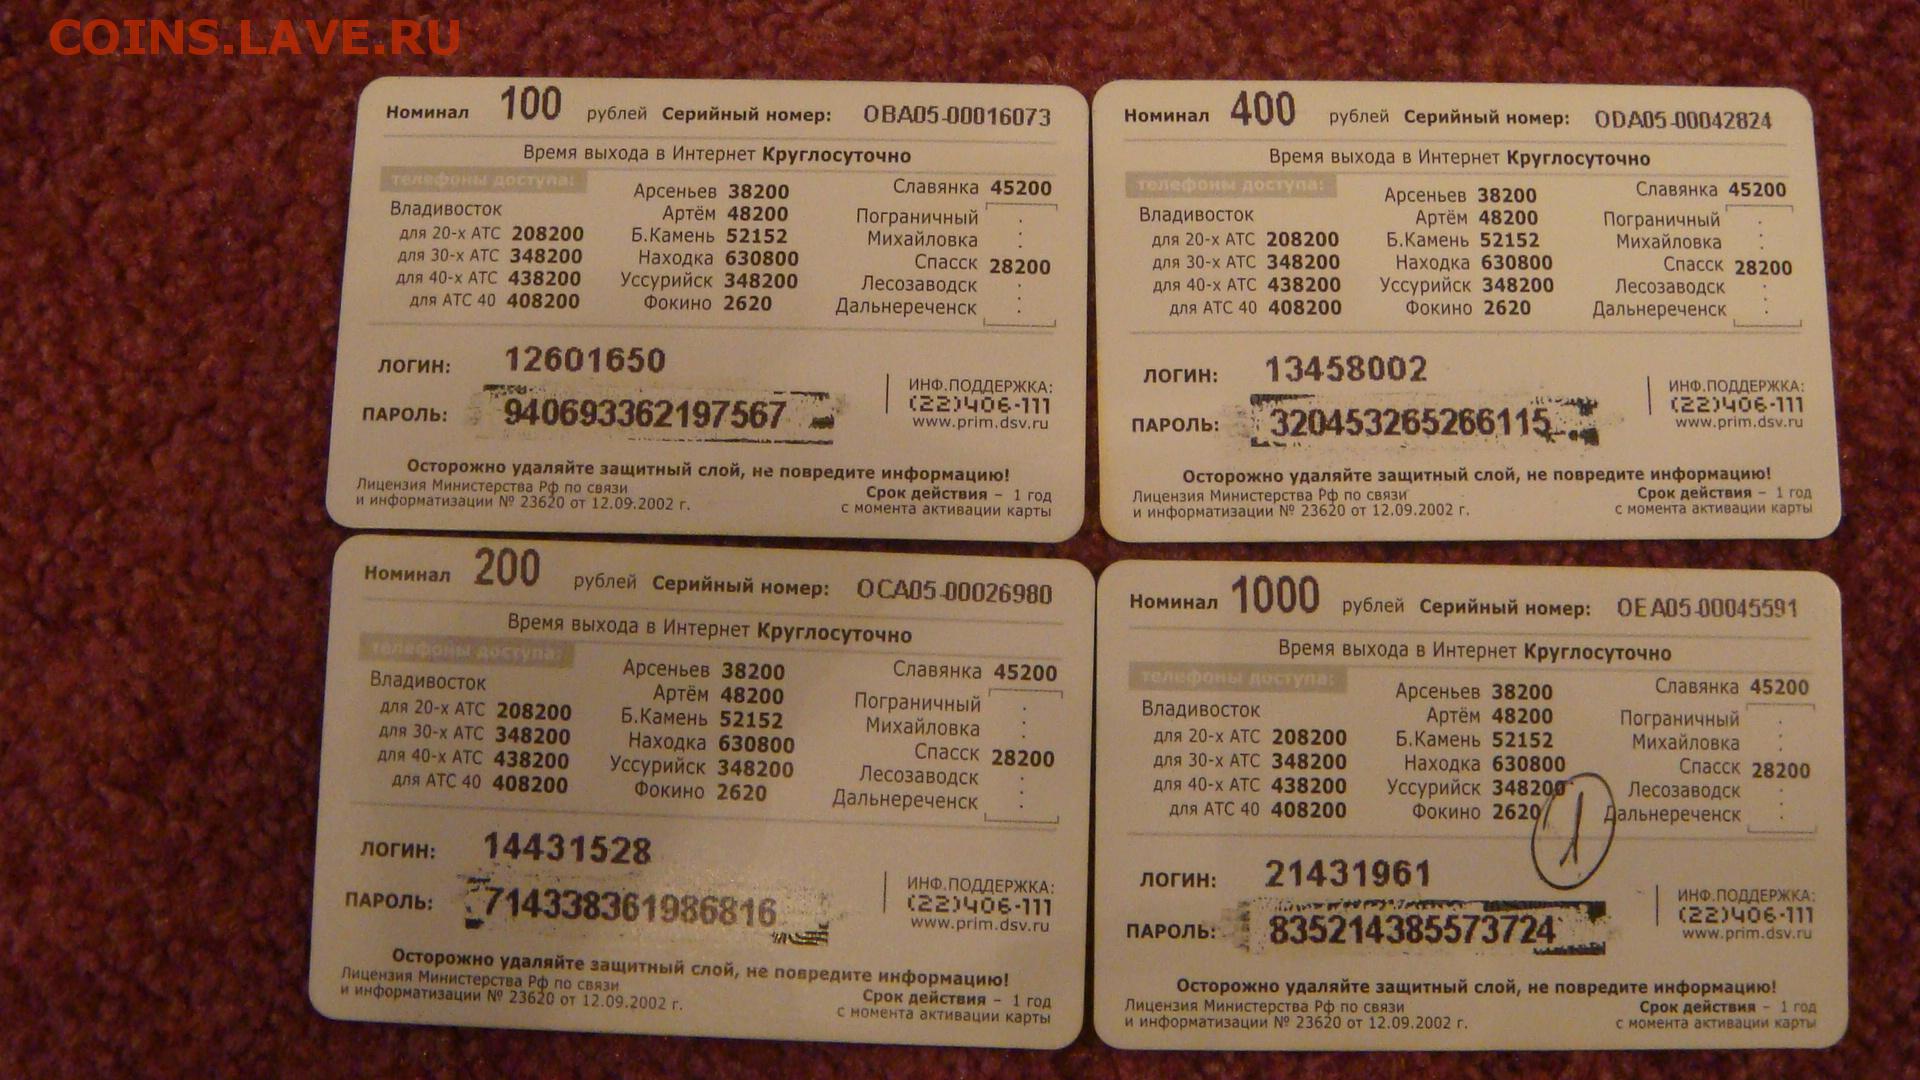 COINS.LAVE.RU
Номинал 100 рублей Серийный номер: OBA05-00016073
Время выхода в Интернет Круглосуточно
телефоны доступа:
Владивосток
для 20-х АТС 208200
для 30-х АТС 348200
для 40-х АТС 438200
для АТС 40 408200
Арсеньев 38200
Артём 48200
Б.Камень 52152
Находка 630800
Уссурийск 348200
Фокино 2620
Славянка 45200
Пограничный
Михайловка
Спасск 28200
Лесозаводск
Дальнереченск
ЛОГИН: 12601650
ПАРОЛЬ: 940693362197567
ИНФ.ПОДДЕРЖКА:
(22)406-111
www.prim.dsv.ru
Осторожно удаляйте защитный слой, не повредите информацию!
Лицензия Министерства Рф по связи
и информатизации № 23620 от 12.09.2002 г.
Срок действия – 1 год
с момента активации карты
Номинал 400 рублей Серийный номер: ODA05-00042824
Время выхода в Интернет Круглосуточно
телефоны доступа:
Владивосток
для 20-х АТС 208200
для 30-х АТС 348200
для 40-х АТС 438200
для АТС 40 408200
Арсеньев 38200
Артём 48200
Б.Камень 52152
Находка 630800
Уссурийск 348200
Фокино 2620
Славянка 45200
Пограничный
Михайловка
Спасск 28200
Лесозаводск
Дальнереченск
ЛОГИН: 13458002
ПАРОЛЬ: 320453265266115
ИНФ.ПОДДЕРЖКА:
(22)406-111
www.prim.dsv.ru
Осторожно удаляйте защитный слой, не повредите информацию!
Лицензия Министерства Рф по связи
и информатизации № 23620 от 12.09.2002 г.
Срок действия – 1 год
с момента активации карты
Номинал 200 рублей Серийный номер: OCA05-00026980
Время выхода в Интернет Круглосуточно
телефоны доступа:
Владивосток
для 20-х АТС 208200
для 30-х АТС 348200
для 40-х АТС 438200
для АТС 40 408200
Арсеньев 38200
Артём 48200
Б.Камень 52152
Находка 630800
Уссурийск 348200
Фокино 2620
Славянка 45200
Пограничный
Михайловка
Спасск 28200
Лесозаводск
Дальнереченск
ЛОГИН: 14431528
ПАРОЛЬ: 714338361986816
ИНФ.ПОДДЕРЖКА:
(22)406-111
www.prim.dsv.ru
Осторожно удаляйте защитный слой, не повредите информацию!
Лицензия Министерства Рф по связи
и информатизации № 23620 от 12.09.2002 г.
Срок действия – 1 год
с момента активации карты
Номинал 1000 рублей Серийный номер: OEA05-00045591
Время выхода в Интернет Круглосуточно
телефоны доступа:
Владивосток
для 20-х АТС 208200
для 30-х АТС 348200
для 40-х АТС 438200
для АТС 40 408200
Арсеньев 38200
Артём 48200
Б.Камень 52152
Находка 630800
Уссурийск 348200
Фокино 2620
Славянка 45200
Пограничный
Михайловка
Спасск 28200
Лесозаводск
Дальнереченск
1
ЛОГИН: 21431961
ПАРОЛЬ: 835214385573724
ИНФ.ПОДДЕРЖКА:
(22)406-111
www.prim.dsv.ru
Осторожно удаляйте защитный слой, не повредите информацию!
Лицензия Министерства Рф по связи
и информатизации № 23620 от 12.09.2002 г.
Срок действия – 1 год
с момента активации карты